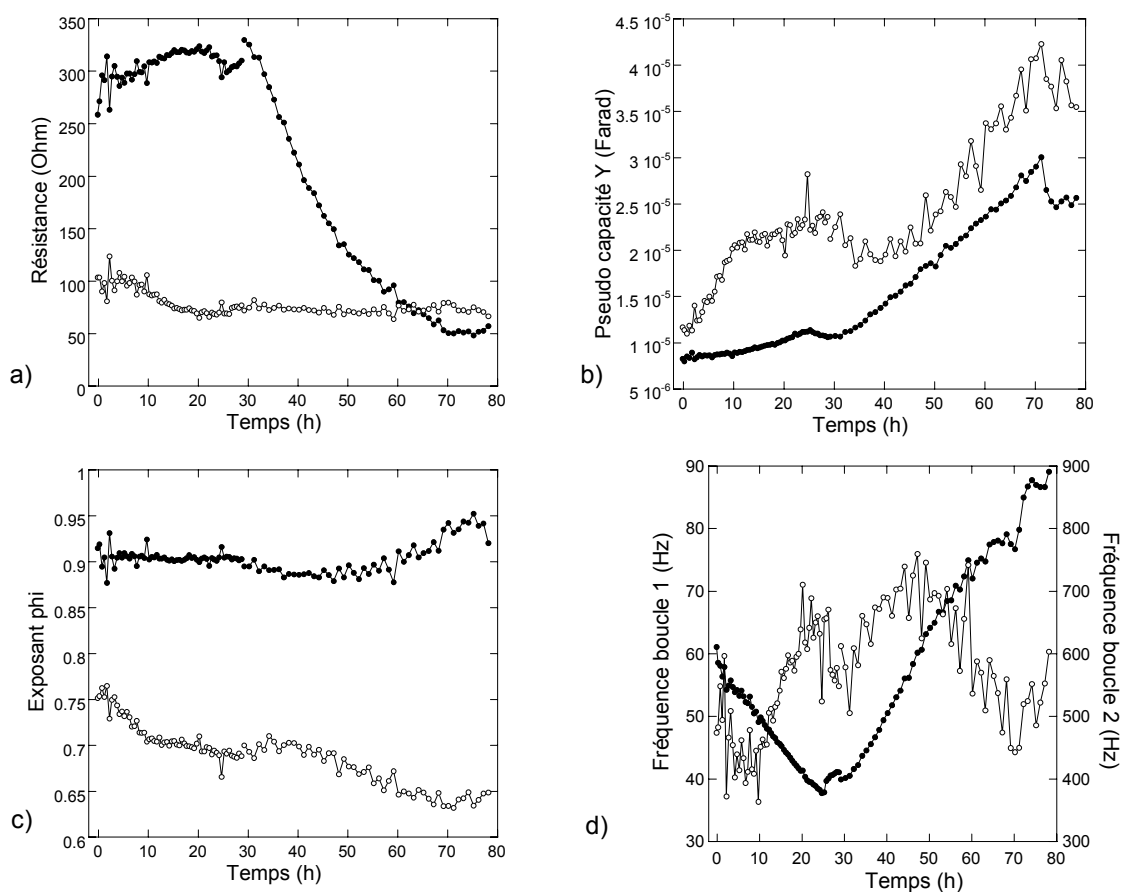 a)
350
300
250
200
150
100
50
0
Résistance (Ohm)
0 10 20 30 40 50 60 70 80
Temps (h)
b)
4.5 10-5
4 10-5
3.5 10-5
3 10-5
2.5 10-5
2 10-5
1.5 10-5
1 10-5
5 10-6
Pseudo capacité Y (Farad)
0 10 20 30 40 50 60 70 80
Temps (h)
c)
1
0.95
0.9
0.85
0.8
0.75
0.7
0.65
0.6
Exposant phi
0 10 20 30 40 50 60 70 80
Temps (h)
d)
90
80
70
60
50
40
30
Fréquence boucle 1 (Hz)
900
800
700
600
500
400
300
Fréquence boucle 2 (Hz)
0 10 20 30 40 50 60 70 80
Temps (h)